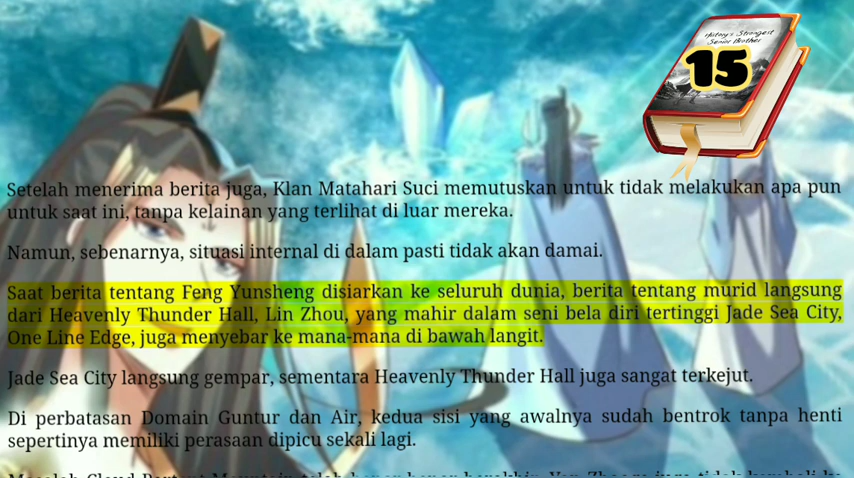 History's Strongest
Senior Brother
15
Setelah menerima berita juga, Klan Matahari Suci memutuskan untuk tidak melakukan apa pun
untuk saat ini, tanpa kelainan yang terlihat di luar mereka.
Namun, sebenarnya, situasi internal di dalam pasti tidak akan damai.
Saat berita tentang Feng Yunsheng disiarkan ke seluruh dunia, berita tentang murid langsung
dari Heavenly Thunder Hall, Lin Zhou, yang mahir dalam seni bela diri tertinggi Jade Sea City,
One Line Edge, juga menyebar ke mana-mana di bawah langit.
Jade Sea City langsung gempar, sementara Heavenly Thunder Hall juga sangat terkejut.
Di perbatasan Domain Guntur dan Air, kedua sisi yang awalnya sudah bentrok tanpa henti
sepertinya memiliki perasaan dipicu sekali lagi.